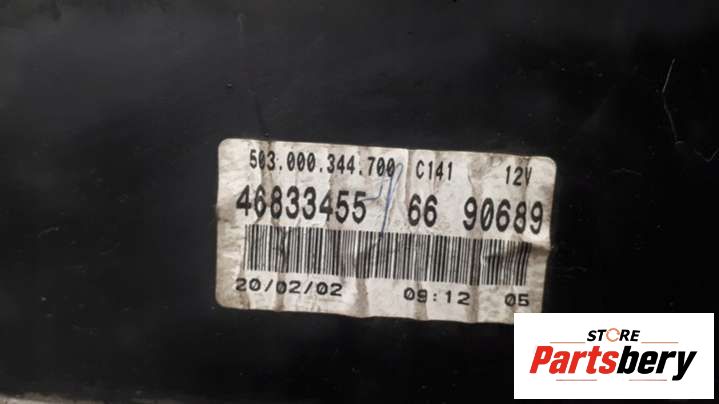 503.000.344.700 C141 12V
46833455 66 90689
20/02/02 09:12 05
STORE
Partsbery